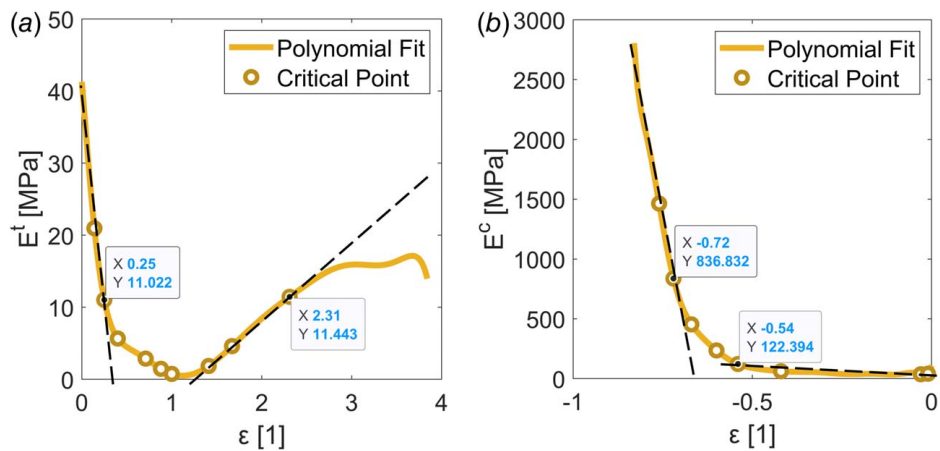 (a)
50
40
30
20
10
0
E^t [MPa]
Polynomial Fit
Critical Point
X 0.25
Y 11.022
X 2.31
Y 11.443
0 1 2 3 4
ε [1]
(b)
3000
2500
2000
1500
1000
500
0
E^c [MPa]
Polynomial Fit
Critical Point
X -0.72
Y 836.832
X -0.54
Y 122.394
-1 -0.5 0
ε [1]